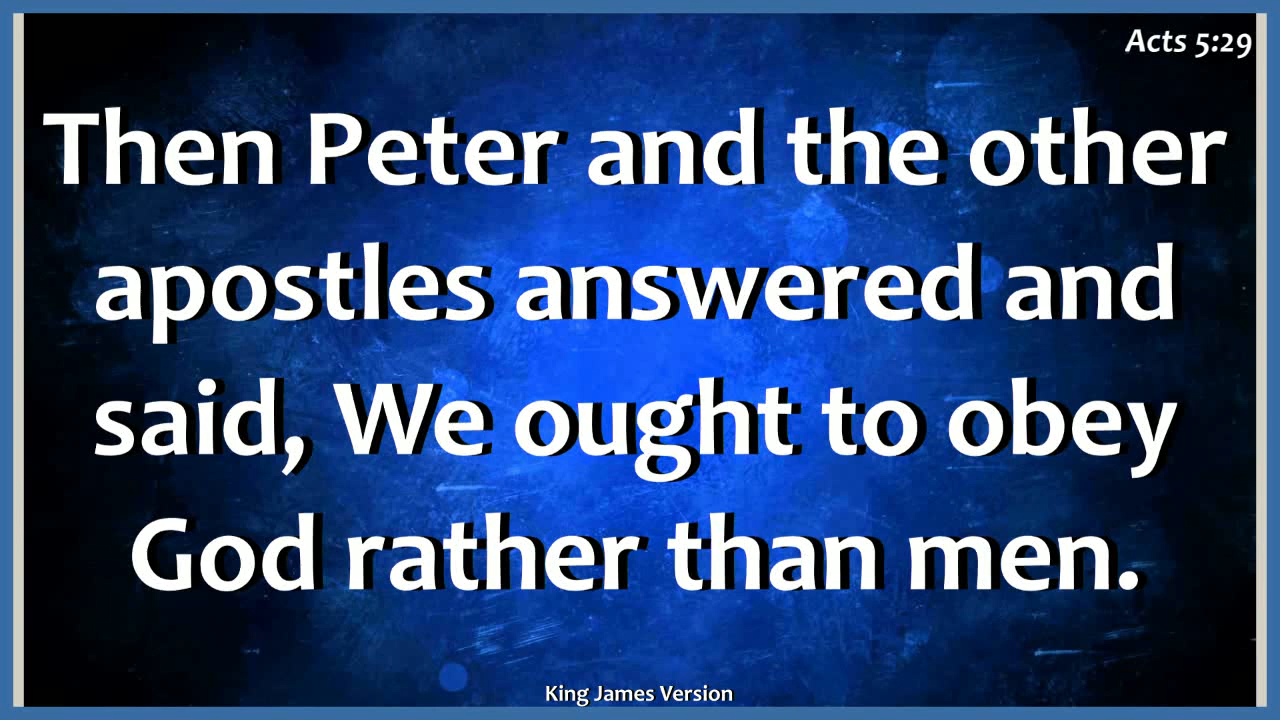 Acts 5:29
Then Peter and the other
apostles answered and
said, We ought to obey
God rather than men.
King James Version